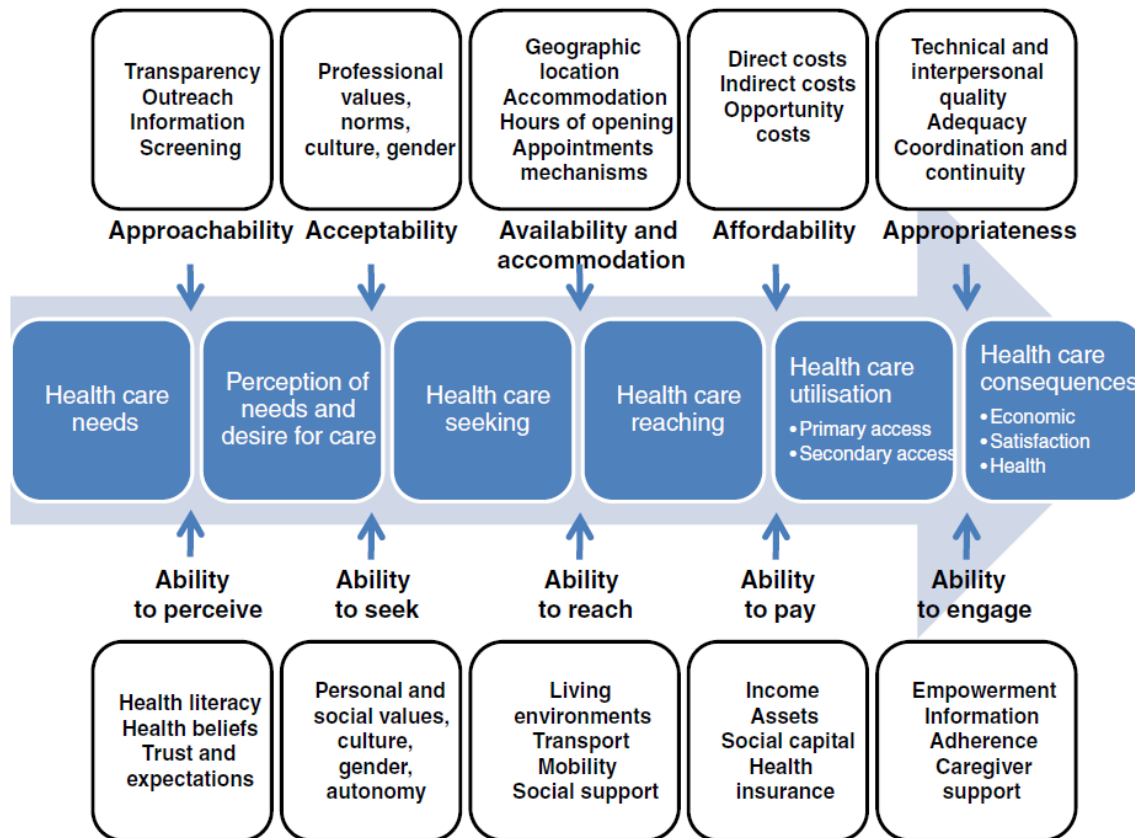 Transparency
Outreach
Information
Screening
Professional
values,
norms,
culture, gender
Geographic
location
Accommodation
Hours of opening
Appointments
mechanisms
Direct costs
Indirect costs
Opportunity
costs
Technical and
interpersonal
quality
Adequacy
Coordination and
continuity
Approachability
Acceptability
Availability and
accommodation
Affordability
Appropriateness
Health care
needs
Perception of
needs and
desire for care
Health care
seeking
Health care
reaching
Health care
utilisation
• Primary access
• Secondary access
Health care
consequences
• Economic
• Satisfaction
• Health
Ability
to perceive
Ability
to seek
Ability
to reach
Ability
to pay
Ability
to engage
Health literacy
Health beliefs
Trust and
expectations
Personal and
social values,
culture,
gender,
autonomy
Living
environments
Transport
Mobility
Social support
Income
Assets
Social capital
Health
insurance
Empowerment
Information
Adherence
Caregiver
support